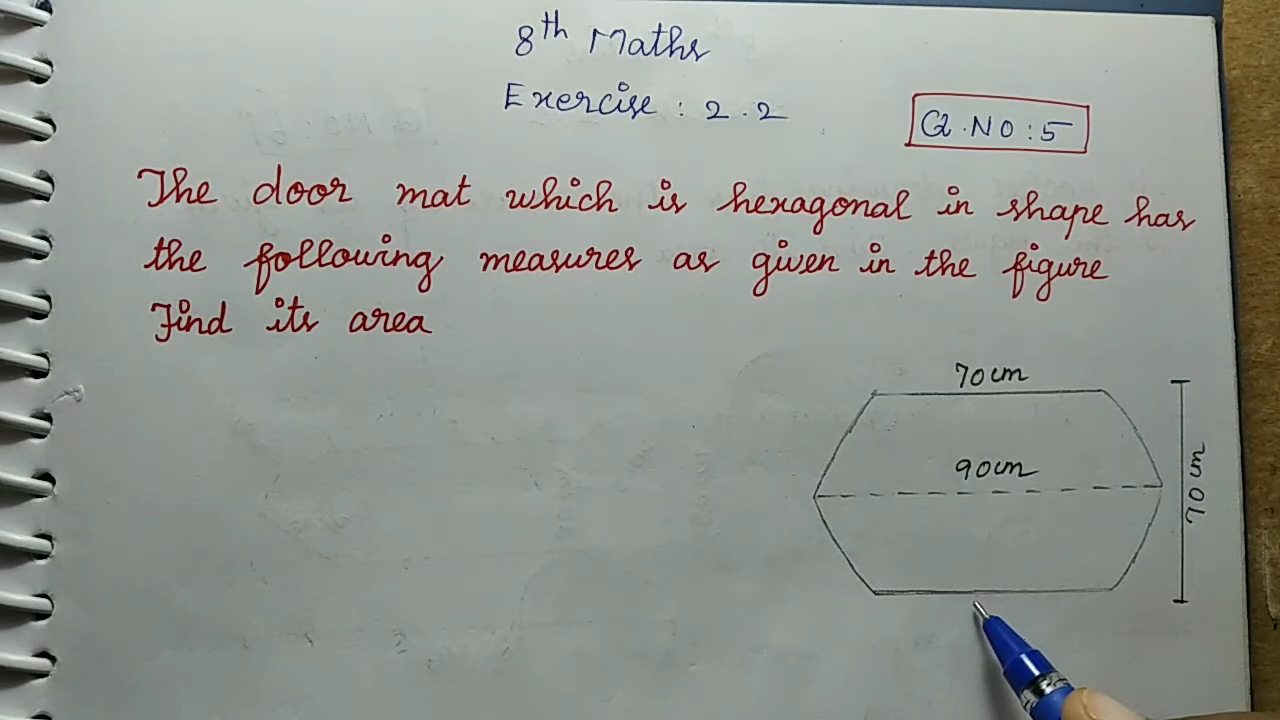 8th Maths
Exercise : 2.2
Q.NO:5
The door mat which is hexagonal in shape has
the following measures as given in the figure
Find its area
70cm
90cm
70cm